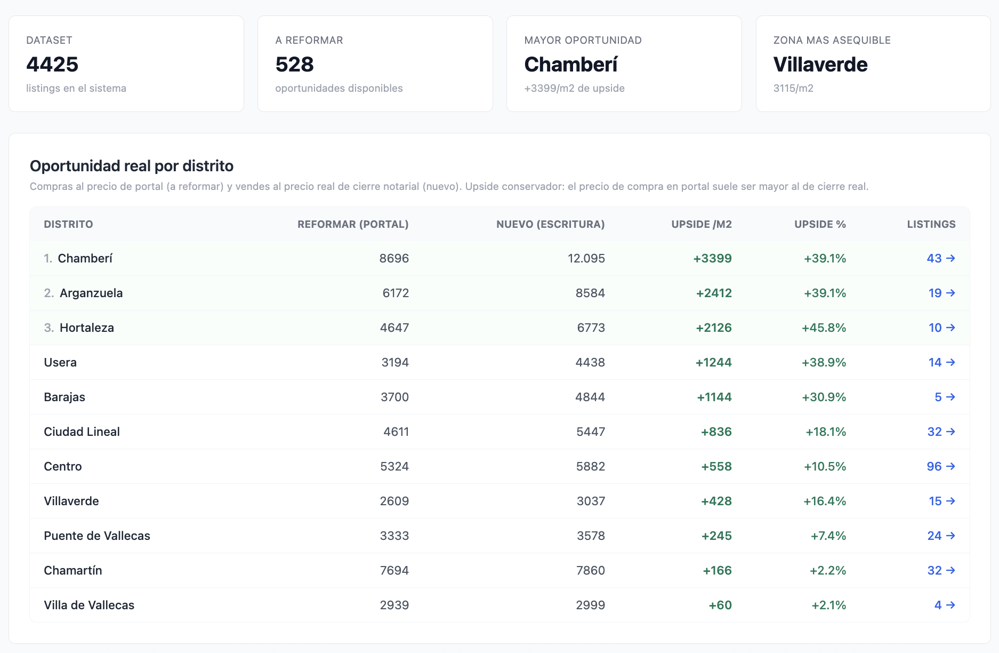 DATASET
4425
listings en el sistema
A REFORMAR
528
oportunidades disponibles
MAYOR OPORTUNIDAD
Chamberí
+3399/m2 de upside
ZONA MAS ASEQUIBLE
Villaverde
3115/m2
Oportunidad real por distrito
Compras al precio de portal (a reformar) y vendes al precio real de cierre notarial (nuevo). Upside conservador: el precio de compra en portal suele ser mayor al de cierre real.
DISTRITO REFORMAR (PORTAL) NUEVO (ESCRITURA) UPSIDE /M2 UPSIDE % LISTINGS
1. Chamberí 8696 12.095 +3399 +39.1% 43 →
2. Arganzuela 6172 8584 +2412 +39.1% 19 →
3. Hortaleza 4647 6773 +2126 +45.8% 10 →
Usera 3194 4438 +1244 +38.9% 14 →
Barajas 3700 4844 +1144 +30.9% 5 →
Ciudad Lineal 4611 5447 +836 +18.1% 32 →
Centro 5324 5882 +558 +10.5% 96 →
Villaverde 2609 3037 +428 +16.4% 15 →
Puente de Vallecas 3333 3578 +245 +7.4% 24 →
Chamartín 7694 7860 +166 +2.2% 32 →
Villa de Vallecas 2939 2999 +60 +2.1% 4 →